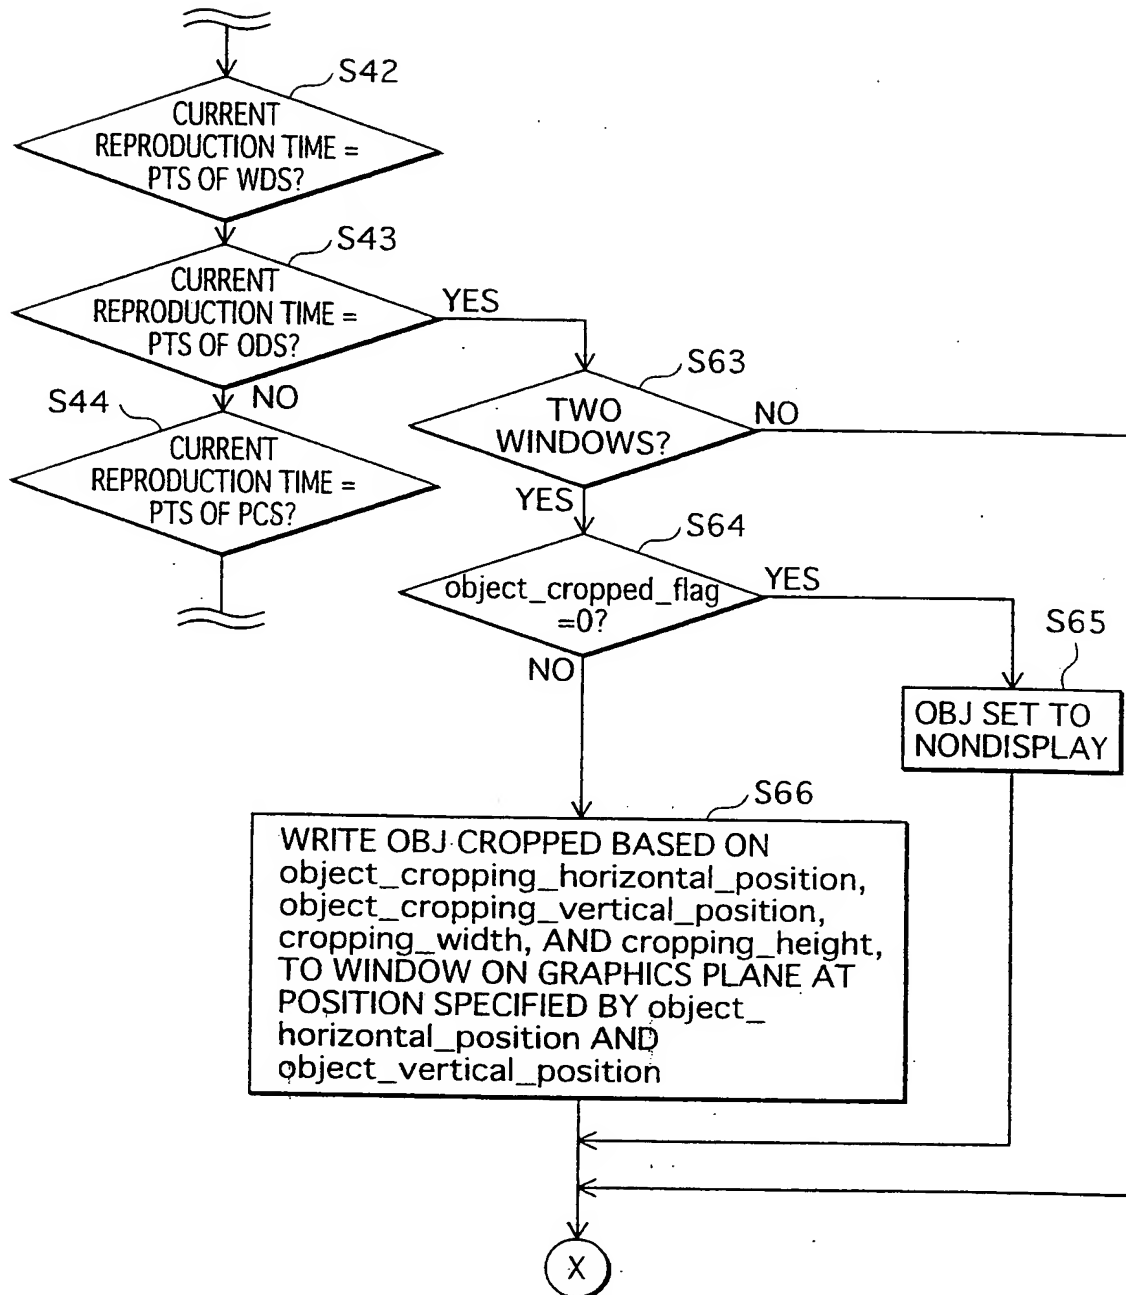 S42
CURRENT
REPRODUCTION TIME =
PTS OF WDS?
S43
CURRENT
REPRODUCTION TIME =
PTS OF ODS?
YES
NO
S44
CURRENT
REPRODUCTION TIME =
PTS OF PCS?
S63
TWO
WINDOWS?
NO
YES
S64
object_cropped_flag
=0?
YES
NO
S65
OBJ SET TO
NONDISPLAY
S66
WRITE OBJ CROPPED BASED ON
object_cropping_horizontal_position,
object_cropping_vertical_position,
cropping_width, AND cropping_height,
TO WINDOW ON GRAPHICS PLANE AT
POSITION SPECIFIED BY object_
horizontal_position AND
object_vertical_position
X